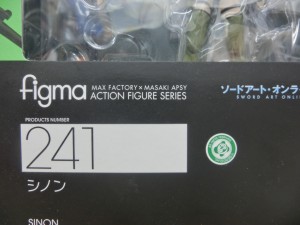 figma
MAX FACTORY × MASAKI APSY
ACTION FIGURE SERIES
ソードアート・オンライ
SWORD ART ONLI
PRODUCTS NUMBER
241
シノン
SINON